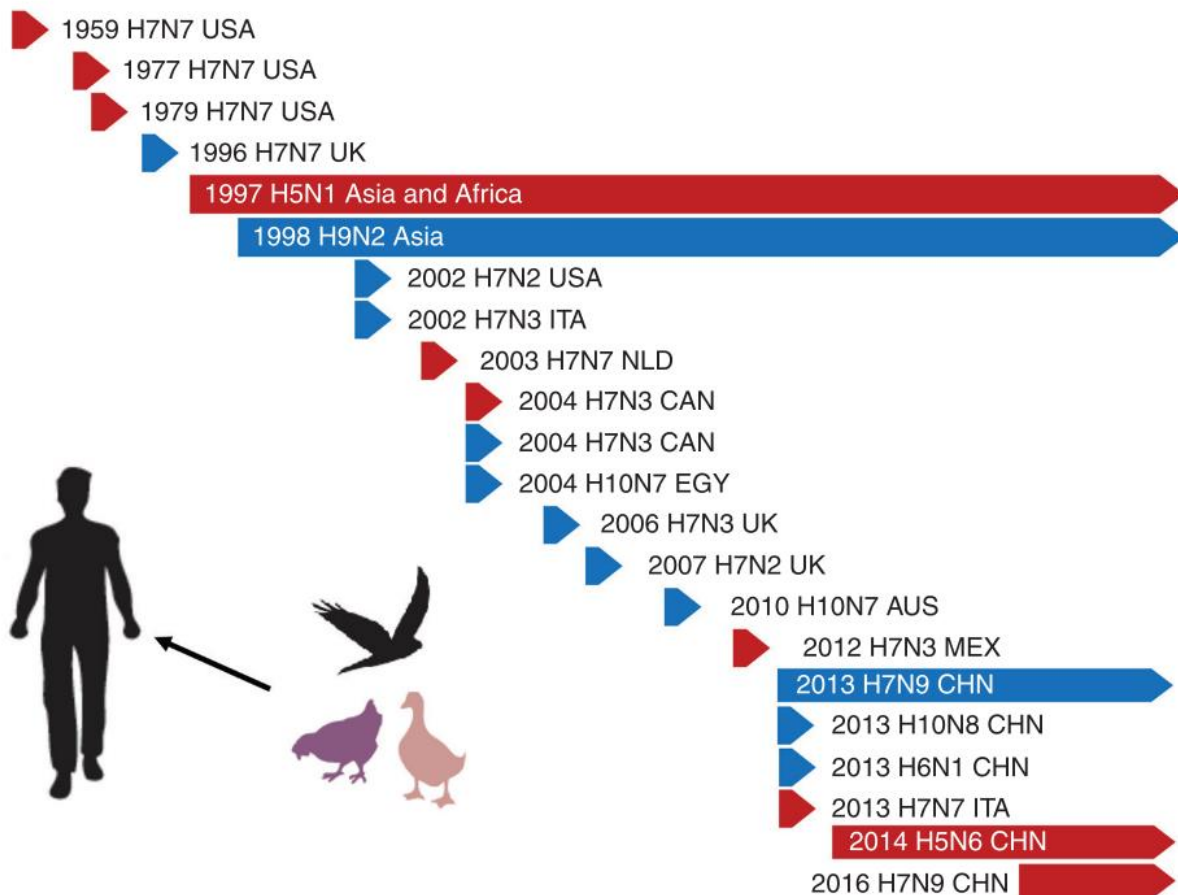 1959 H7N7 USA
1977 H7N7 USA
1979 H7N7 USA
1996 H7N7 UK
1997 H5N1 Asia and Africa
1998 H9N2 Asia
2002 H7N2 USA
2002 H7N3 ITA
2003 H7N7 NLD
2004 H7N3 CAN
2004 H7N3 CAN
2004 H10N7 EGY
2006 H7N3 UK
2007 H7N2 UK
2010 H10N7 AUS
2012 H7N3 MEX
2013 H7N9 CHN
2013 H10N8 CHN
2013 H6N1 CHN
2013 H7N7 ITA
2014 H5N6 CHN
2016 H7N9 CHN